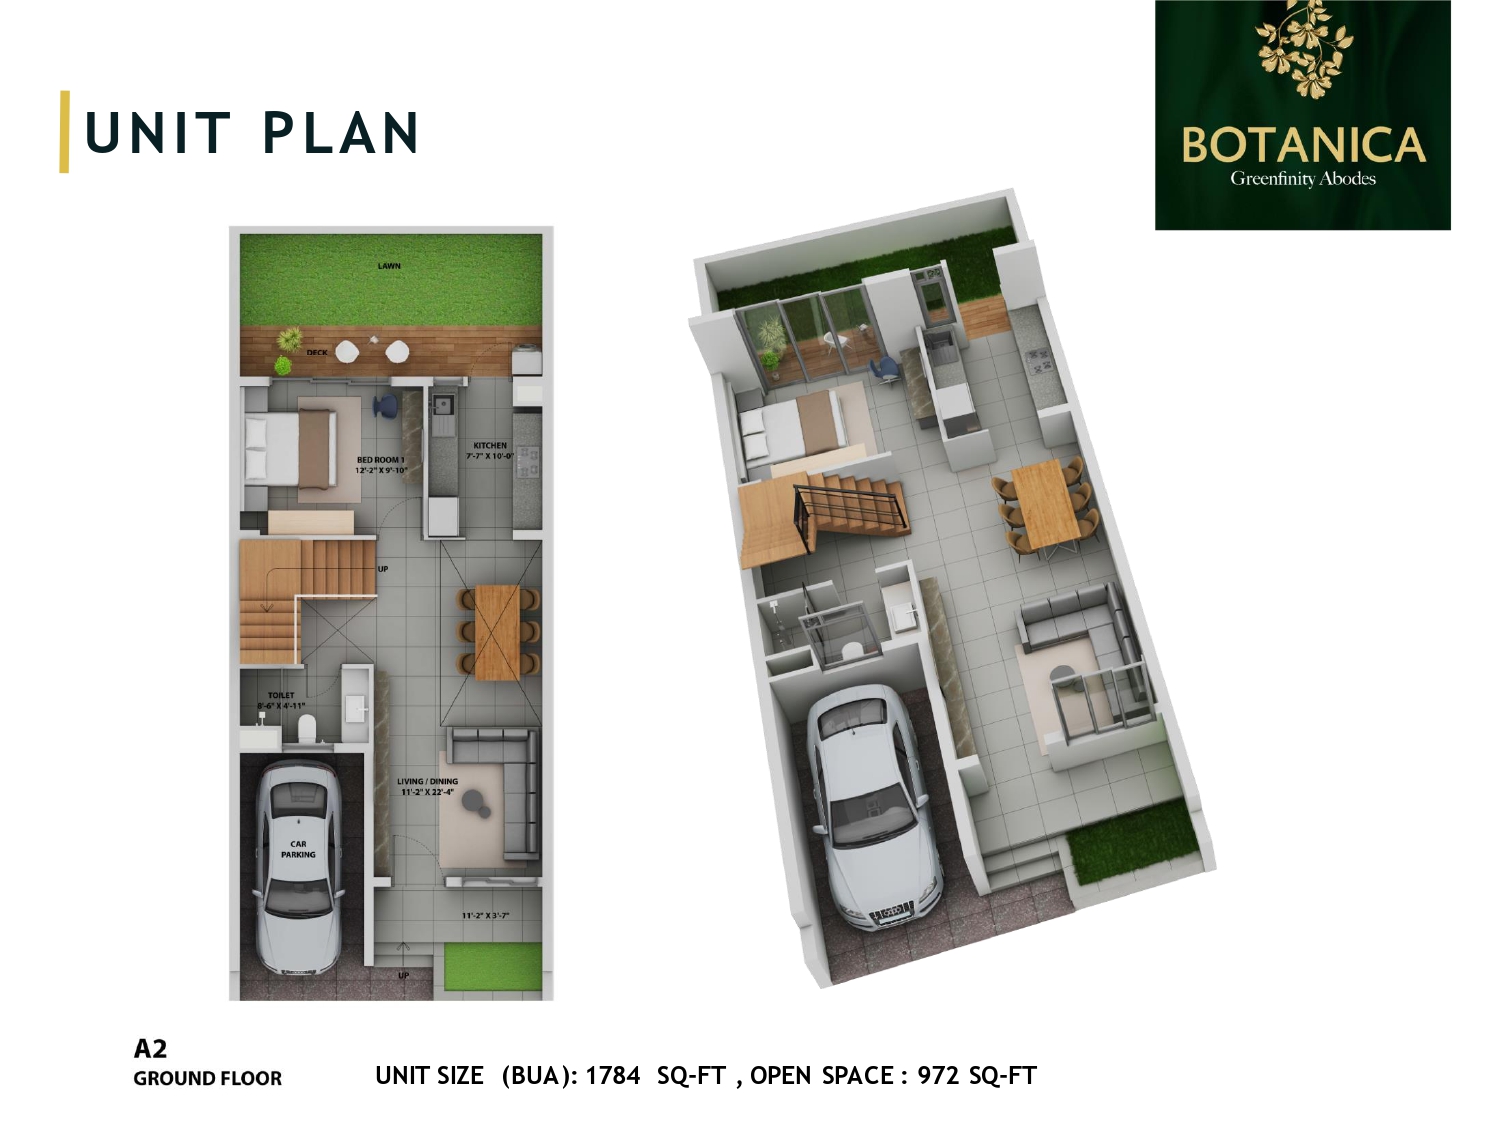 BOTANICA
Greenfinity Abodes
UNIT PLAN
LAWN
DECK
KITCHEN
7'-7" X 10'-0"
BED ROOM 1
12'-2" X 9'-10"
UP
TOILET
8'-6" X 4'-11"
LIVING / DINING
11'-2" X 22'-4"
CAR
PARKING
11'-2" X 3'-7"
UP
A2
GROUND FLOOR
UNIT SIZE (BUA): 1784 SQ-FT , OPEN SPACE : 972 SQ-FT